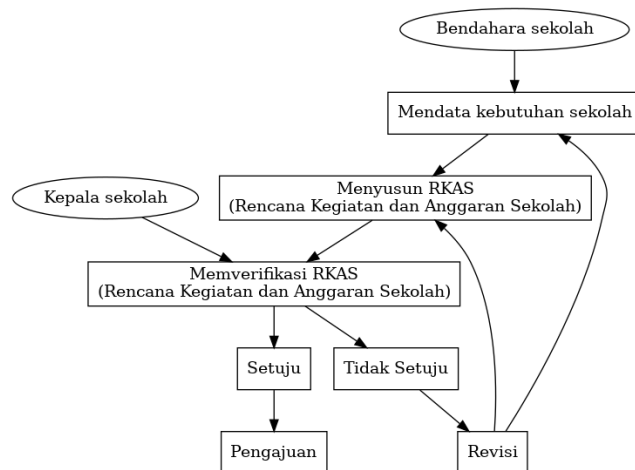 Bendahara sekolah
Mendata kebutuhan sekolah
Kepala sekolah
Menyusun RKAS
(Rencana Kegiatan dan Anggaran Sekolah)
Memverifikasi RKAS
(Rencana Kegiatan dan Anggaran Sekolah)
Setuju
Tidak Setuju
Pengajuan
Revisi